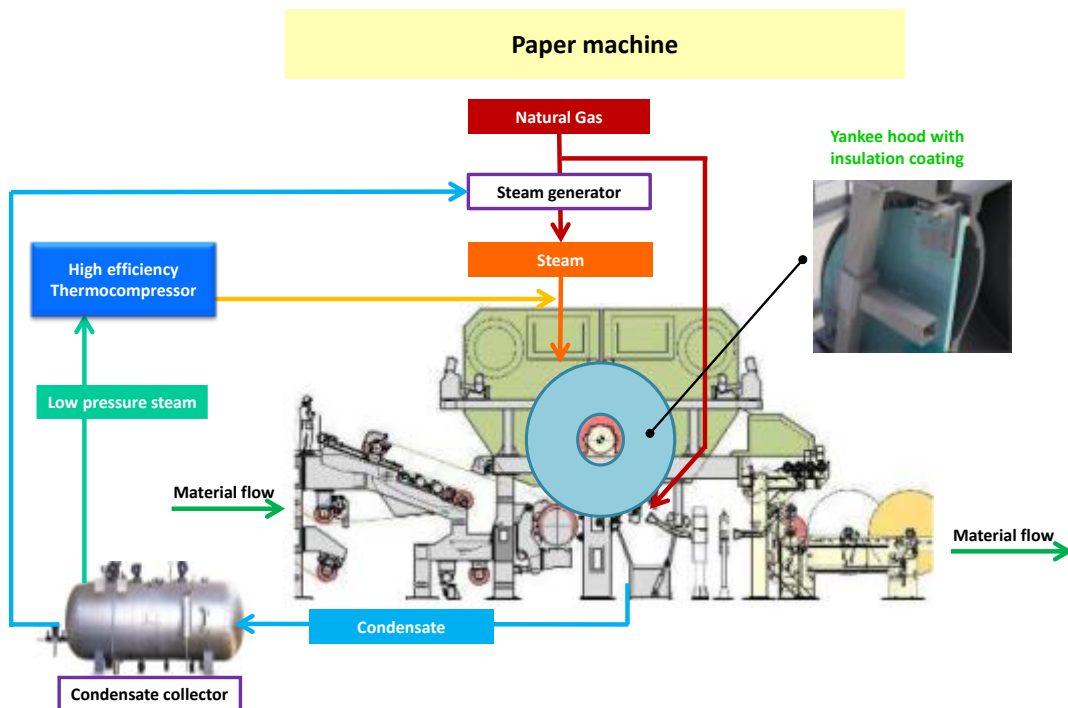 Paper machine
Natural Gas
Yankee hood with
insulation coating
Steam generator
High efficiency
Thermocompressor
Steam
Low pressure steam
Material flow
Material flow
Condensate
Condensate collector